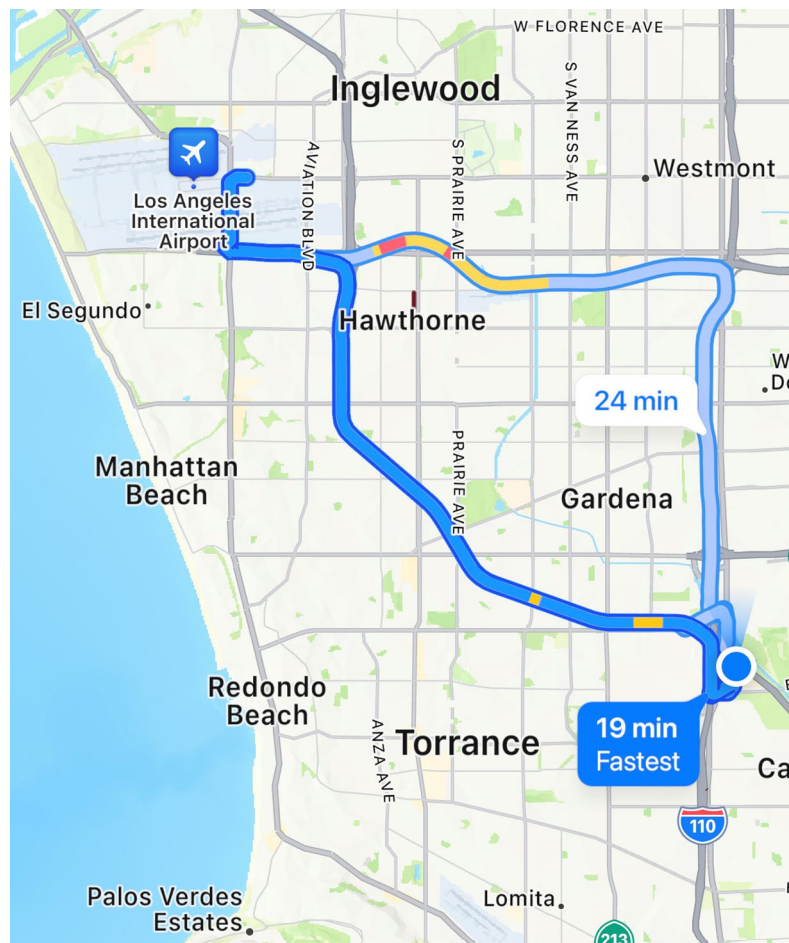 W FLORENCE AVE
Inglewood
S VAN NESS AVE
AVIATION BLVD
S PRAIRIE AVE
Westmont
Los Angeles
International
Airport
El Segundo
Hawthorne
W
Do
24 min
PRAIRIE AVE
Manhattan
Beach
Gardena
Redondo
Beach
ANZA AVE
Torrance
19 min
Fastest
Ca
110
Palos Verdes
Estates
Lomita
213